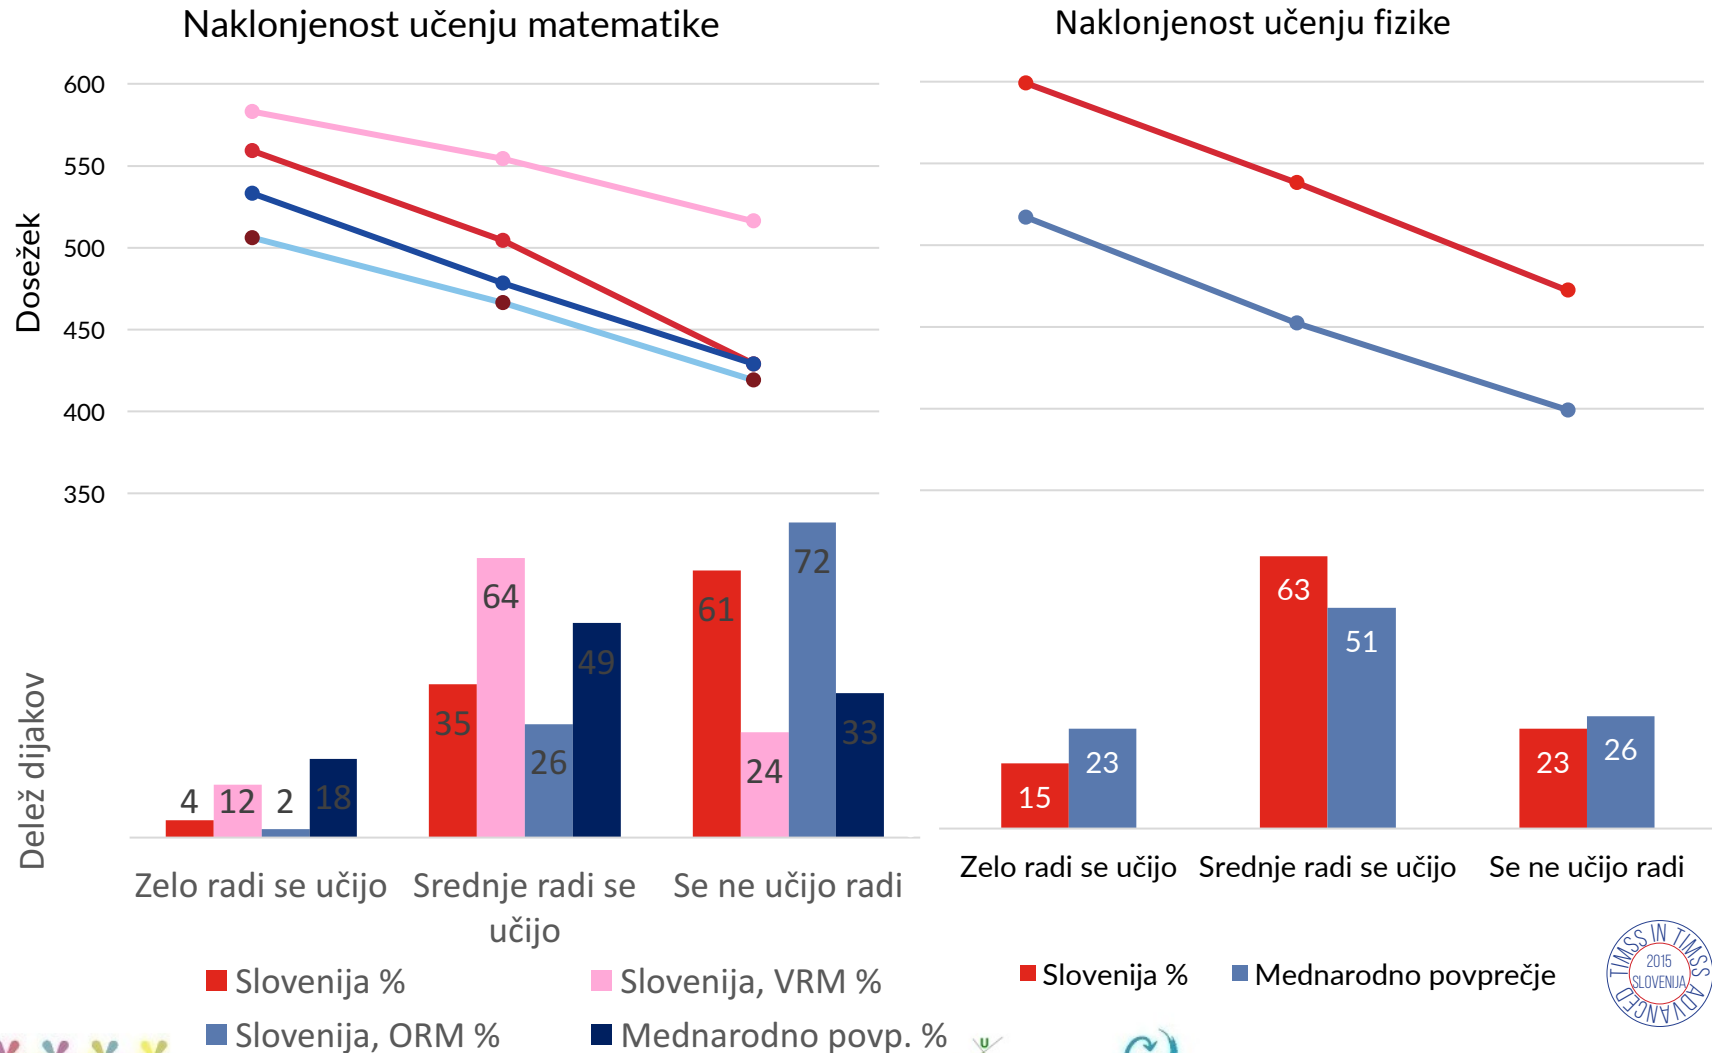 Naklonjenost učenju matematike
Naklonjenost učenju fizike
Dosežek
600
550
500
450
400
350
Delež dijakov
4
12
2
18
35
64
26
49
61
24
72
33
15
23
63
51
23
26
Zelo radi se učijo
Srednje radi se
učijo
Se ne učijo radi
Zelo radi se učijo
Srednje radi se učijo
Se ne učijo radi
Slovenija %
Slovenija, VRM %
Slovenija, ORM %
Mednarodno povp. %
Slovenija %
Mednarodno povprečje
TIMSS IN TIMSS ADVANCED
2015
SLOVENIJA
U